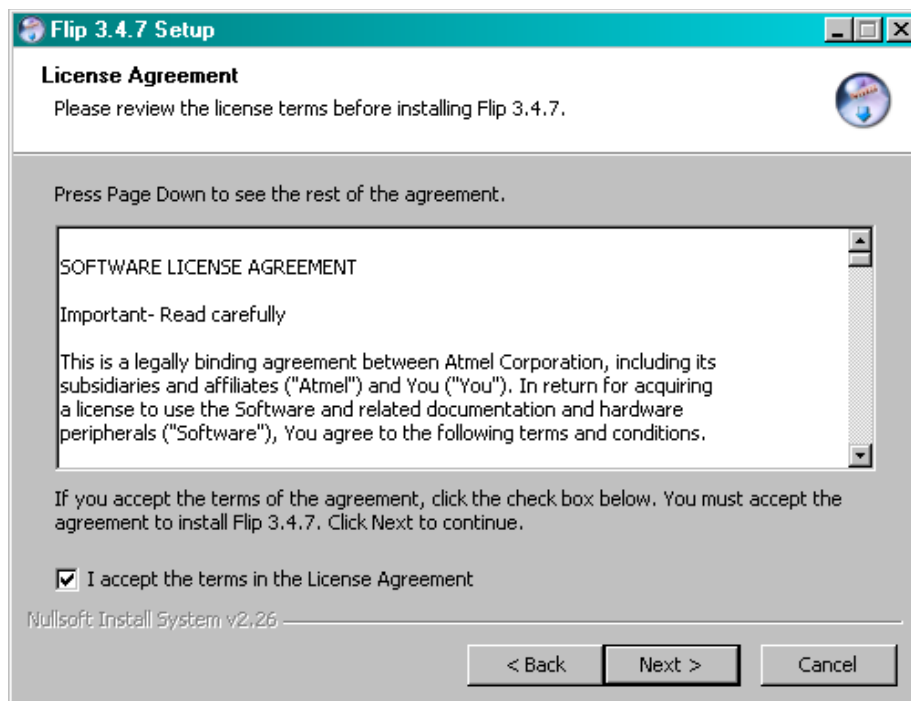 Flip 3.4.7 Setup
License Agreement
Please review the license terms before installing Flip 3.4.7.
Press Page Down to see the rest of the agreement.
SOFTWARE LICENSE AGREEMENT
Important- Read carefully
This is a legally binding agreement between Atmel Corporation, including its
subsidiaries and affiliates ("Atmel") and You ("You"). In return for acquiring
a license to use the Software and related documentation and hardware
peripherals ("Software"), You agree to the following terms and conditions.
If you accept the terms of the agreement, click the check box below. You must accept the
agreement to install Flip 3.4.7. Click Next to continue.
I accept the terms in the License Agreement
Nullsoft Install System v2.26
< Back Next > Cancel